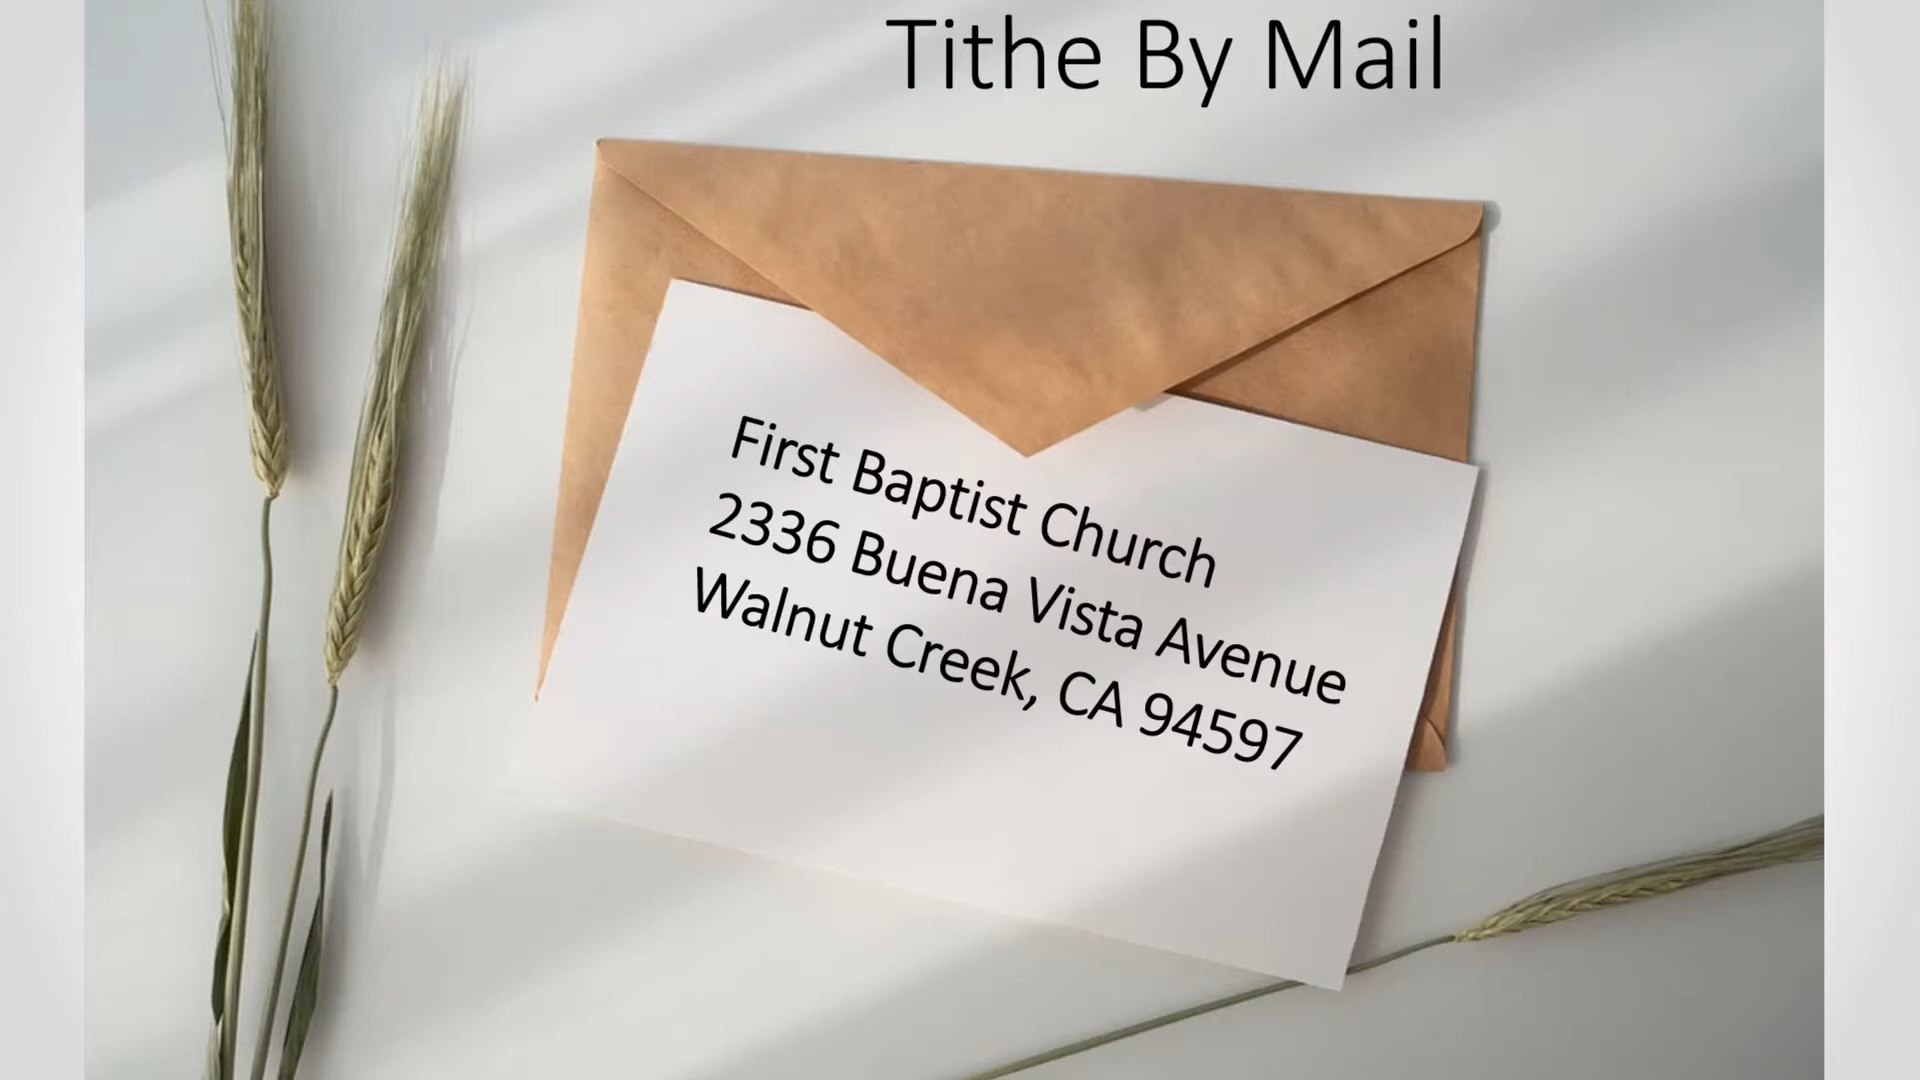 Tithe By Mail
First Baptist Church
2336 Buena Vista Avenue
Walnut Creek, CA 94597